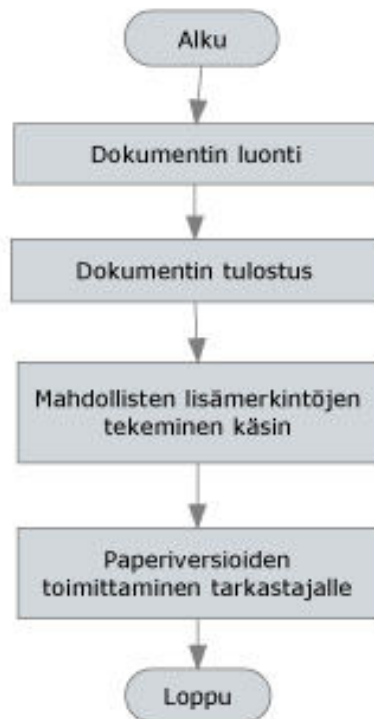 Alku
Dokumentin luonti
Dokumentin tulostus
Mahdollisten lisämerkintöjen
tekeminen käsin
Paperiversioiden
toimittaminen tarkastajalle
Loppu